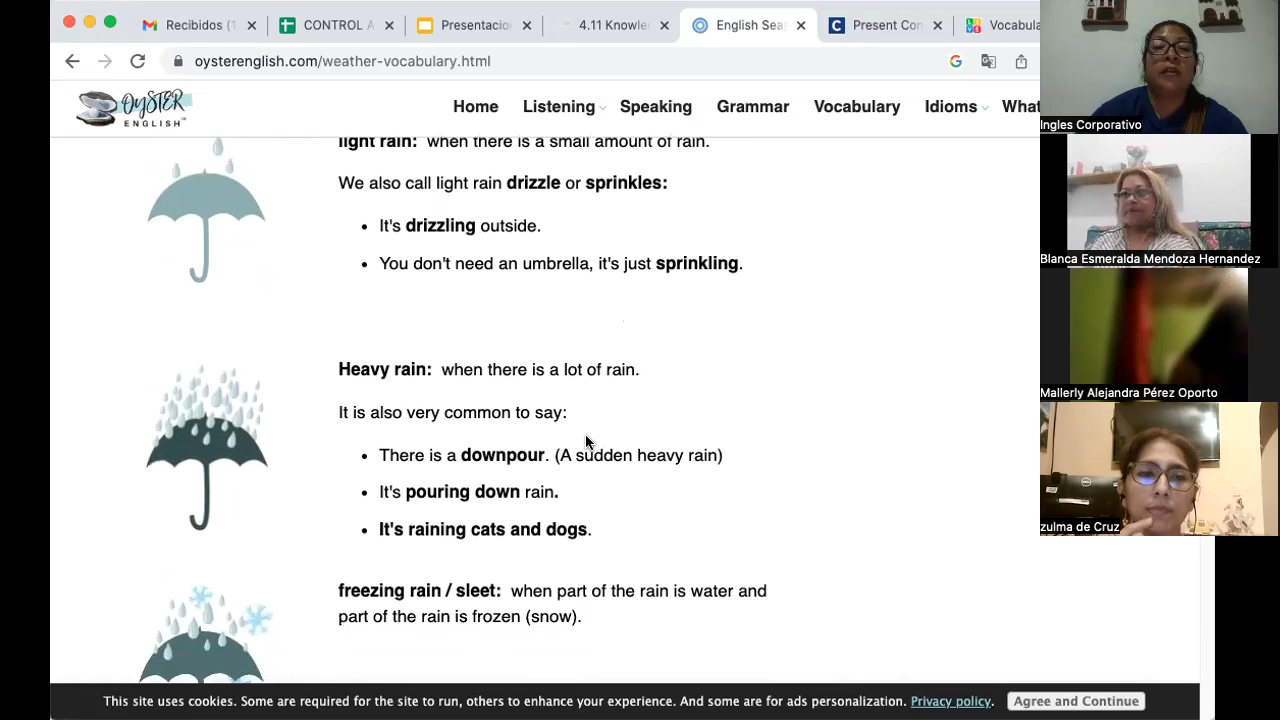 Recibidos (1
CONTROL A
Presentacio
4.11 Knowle
English Seas
Present Con
Vocabula
oysterenglish.com/weather-vocabulary.html
OYSTER
ENGLISH
Home
Listening
Speaking
Grammar
Vocabulary
Idioms
What
light rain: when there is a small amount of rain.
We also call light rain drizzle or sprinkles:
• It's drizzling outside.
• You don't need an umbrella, it's just sprinkling.
Heavy rain: when there is a lot of rain.
It is also very common to say:
• There is a downpour. (A sudden heavy rain)
• It's pouring down rain.
• It's raining cats and dogs.
freezing rain / sleet: when part of the rain is water and
part of the rain is frozen (snow).
This site uses cookies. Some are required for the site to run, others to enhance your experience. And some are for ads personalization. Privacy policy.
Agree and Continue
Ingles Corporativo
Blanca Esmeralda Mendoza Hernandez
Mallerly Alejandra Pérez Oporto
zulma de Cruz